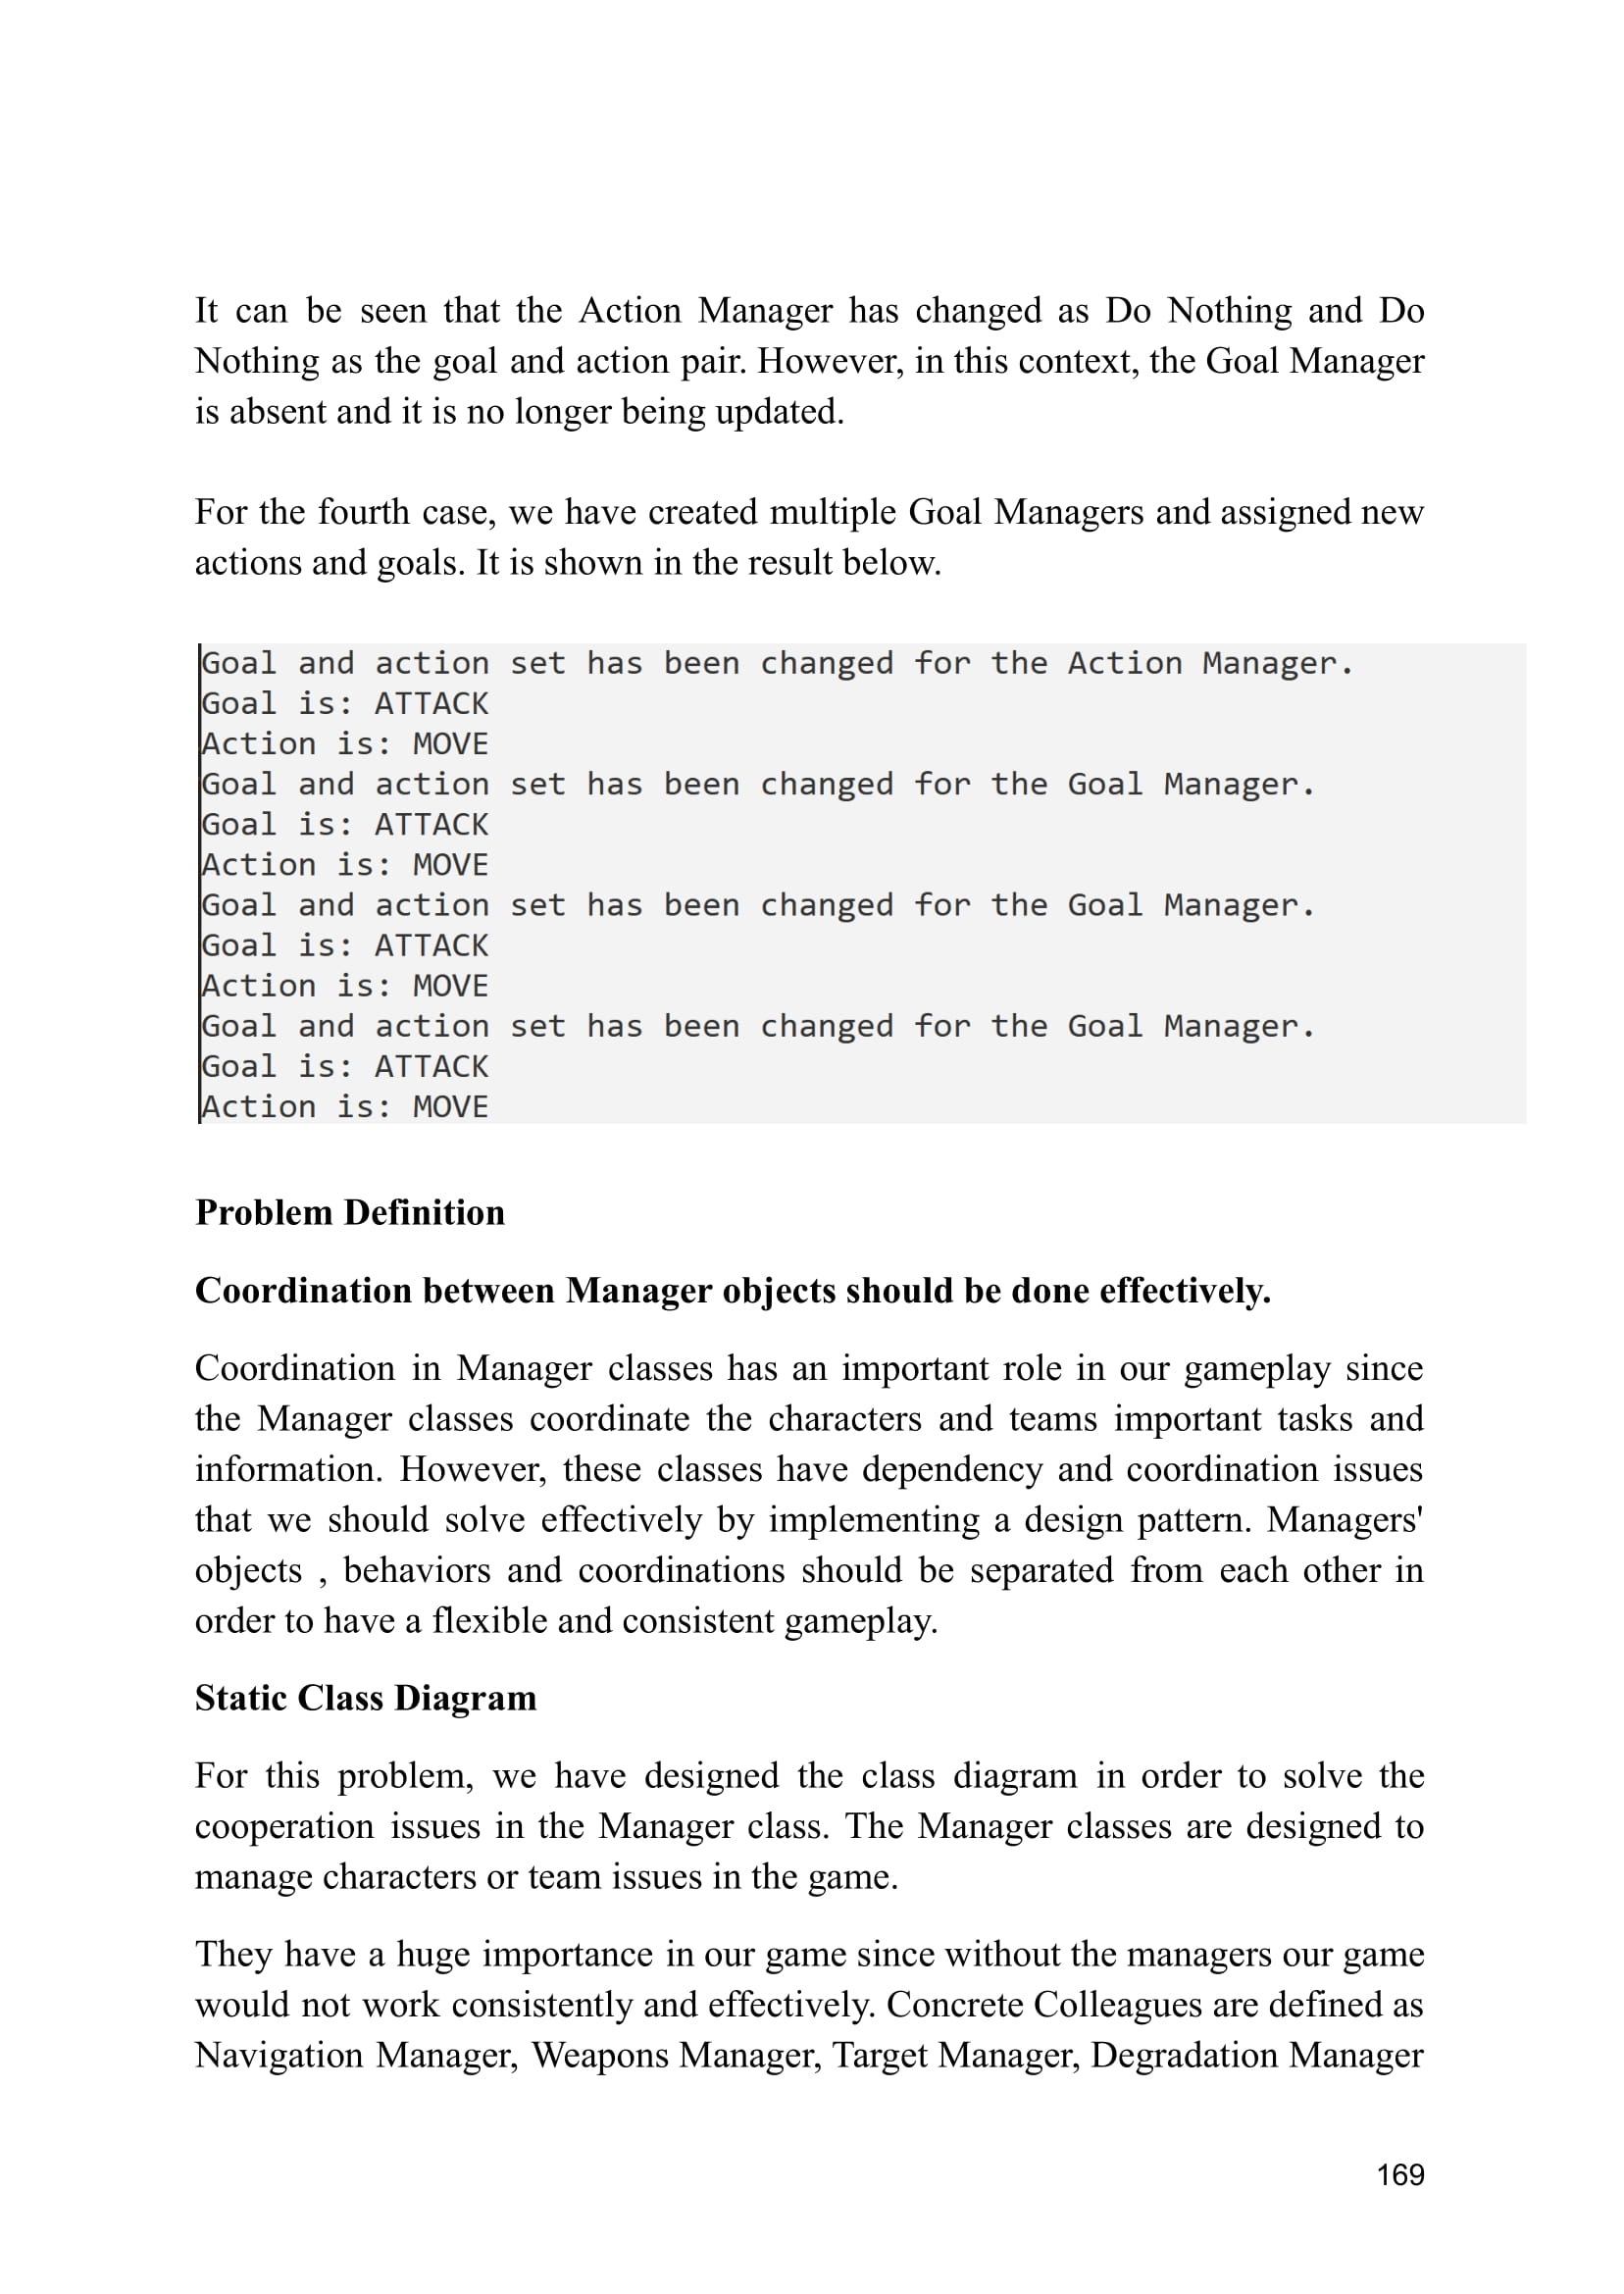 It can be seen that the Action Manager has changed as Do Nothing and Do
Nothing as the goal and action pair. However, in this context, the Goal Manager
is absent and it is no longer being updated.
For the fourth case, we have created multiple Goal Managers and assigned new
actions and goals. It is shown in the result below.
Goal and action set has been changed for the Action Manager.
Goal is: ATTACK
Action is: MOVE
Goal and action set has been changed for the Goal Manager.
Goal is: ATTACK
Action is: MOVE
Goal and action set has been changed for the Goal Manager.
Goal is: ATTACK
Action is: MOVE
Goal and action set has been changed for the Goal Manager.
Goal is: ATTACK
Action is: MOVE
Problem Definition
Coordination between Manager objects should be done effectively.
Coordination in Manager classes has an important role in our gameplay since
the Manager classes coordinate the characters and teams important tasks and
information. However, these classes have dependency and coordination issues
that we should solve effectively by implementing a design pattern. Managers'
objects , behaviors and coordinations should be separated from each other in
order to have a flexible and consistent gameplay.
Static Class Diagram
For this problem, we have designed the class diagram in order to solve the
cooperation issues in the Manager class. The Manager classes are designed to
manage characters or team issues in the game.
They have a huge importance in our game since without the managers our game
would not work consistently and effectively. Concrete Colleagues are defined as
Navigation Manager, Weapons Manager, Target Manager, Degradation Manager
169